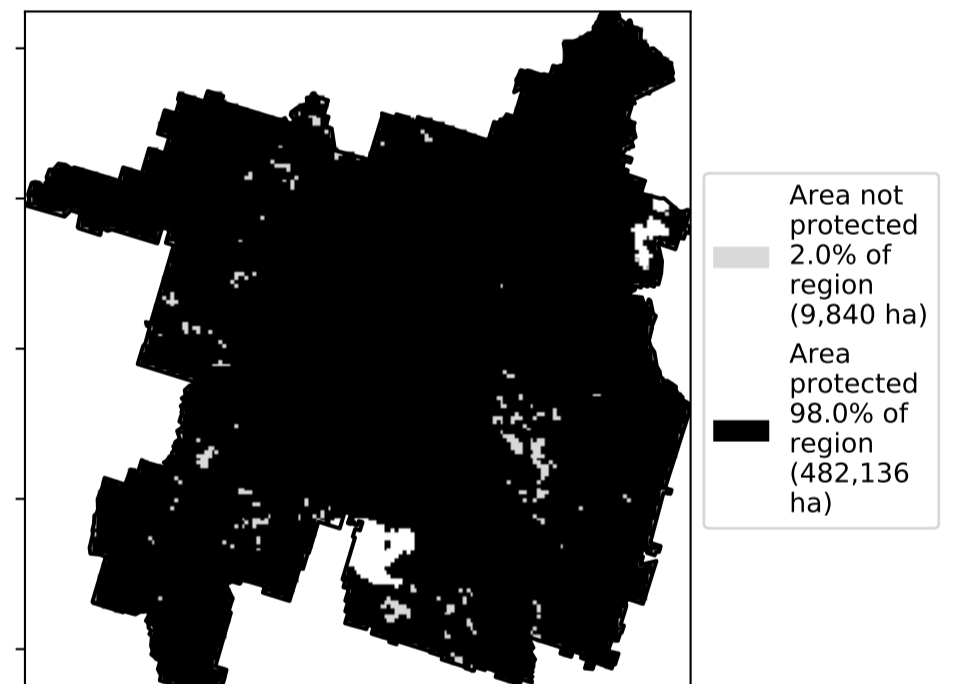 Area not
protected
2.0% of
region
(9,840 ha)
Area
protected
98.0% of
region
(482,136
ha)